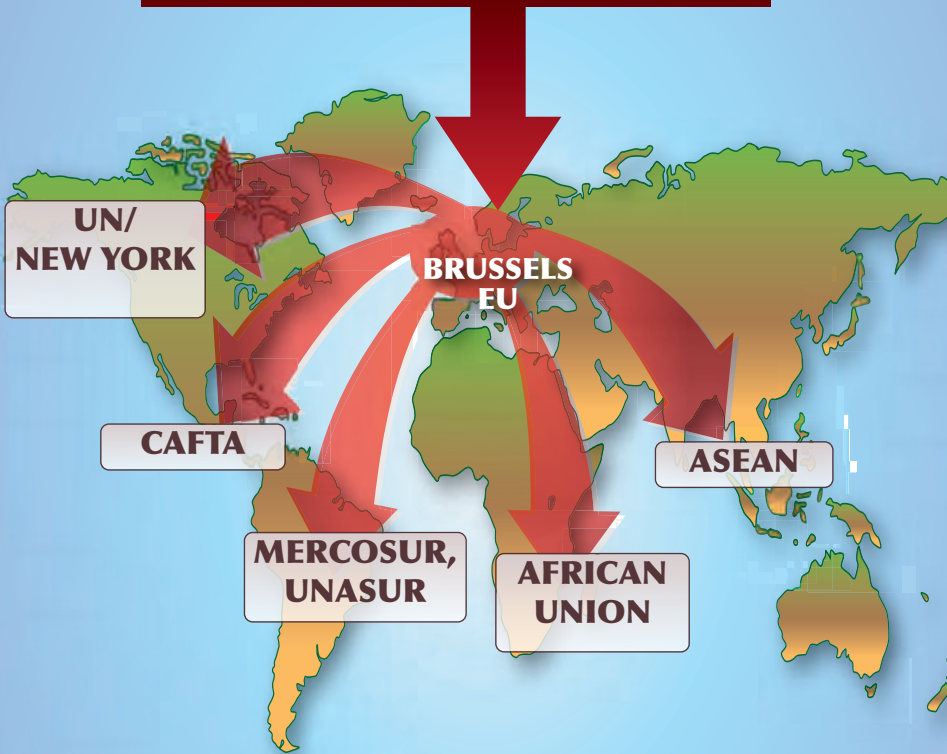 UN/
NEW YORK
BRUSSELS
EU
CAFTA
ASEAN
MERCOSUR,
UNASUR
AFRICAN
UNION